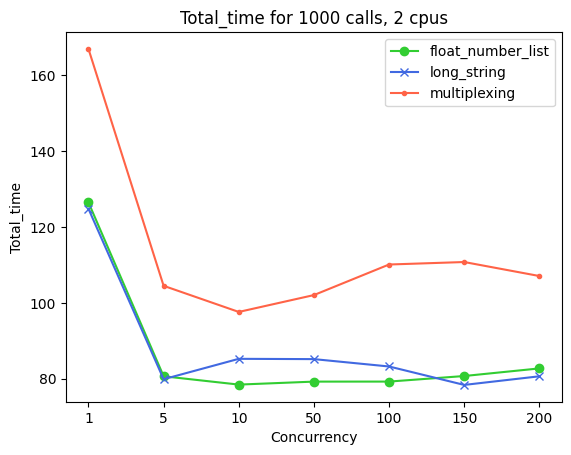 Total_time for 1000 calls, 2 cpus
float_number_list
long_string
multiplexing
160
140
120
100
80
Total_time
1 5 10 50 100 150 200
Concurrency